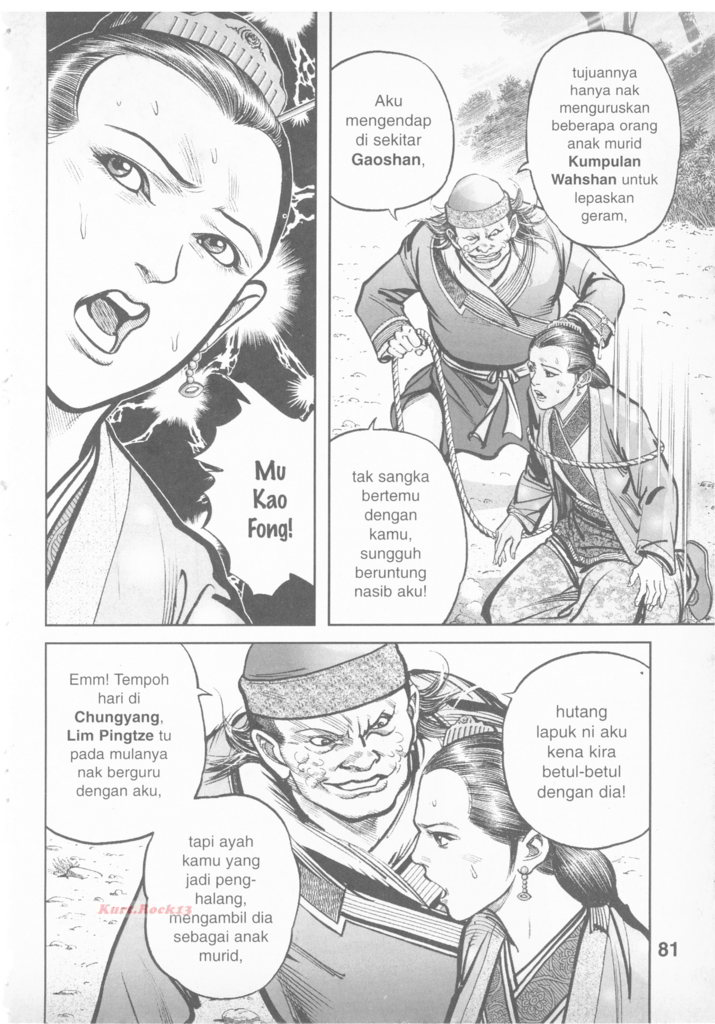 Mu
Kao
Fong!
Aku
mengendap
di sekitar
Gaoshan,
tujuannya
hanya nak
menguruskan
beberapa orang
anak murid
Kumpulan
Wahshan untuk
lepaskan
geram,
tak sangka
bertemu
dengan
kamu,
sungguh
beruntung
nasib aku!
Emm! Tempoh
hari di
Chungyang,
Lim Pingtze tu
pada mulanya
nak berguru
dengan aku,
tapi ayah
kamu yang
jadi peng-
halang,
mengambil dia
sebagai anak
murid,
hutang
lapuk ni aku
kena kira
betul-betul
dengan dia!
Kurt.Rock13
81